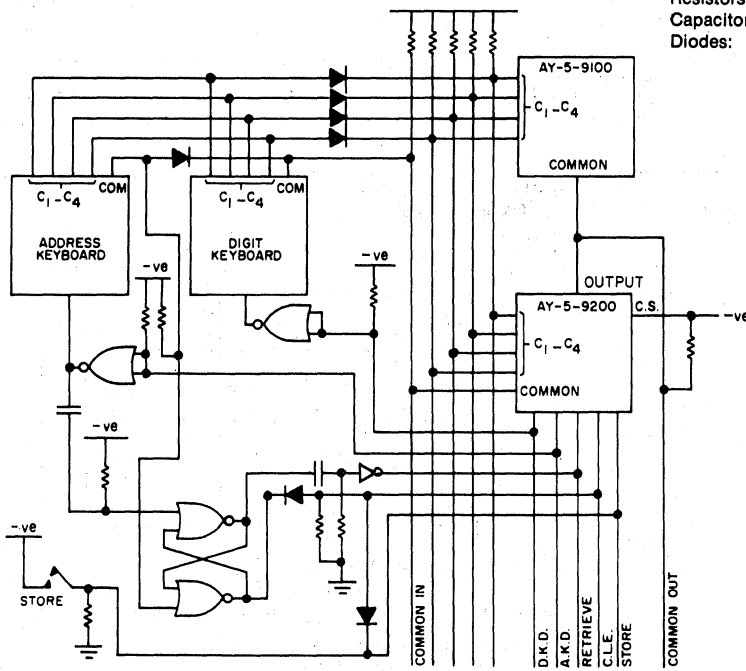 Resistors
Capacitor
Diodes:
AY-5-9100
C1-C4
COMMON
C1-C4
COM
ADDRESS
KEYBOARD
C1-C4
COM
DIGIT
KEYBOARD
-ve
-ve
OUTPUT
AY-5-9200
C.S.
-ve
C1-C4
COMMON
-ve
-ve
STORE
COMMON IN
D.K.D.
A.K.D.
RETRIEVE
C.L.E.
STORE
COMMON OUT